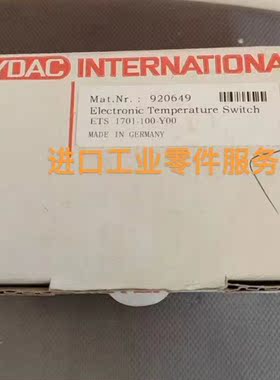 YDAC INTERNATIONA
Mat.Nr. : 920649
Electronic Temperature Switch
ETS 1701-100-Y00
MADE IN GERMANY
进口工业零件服务